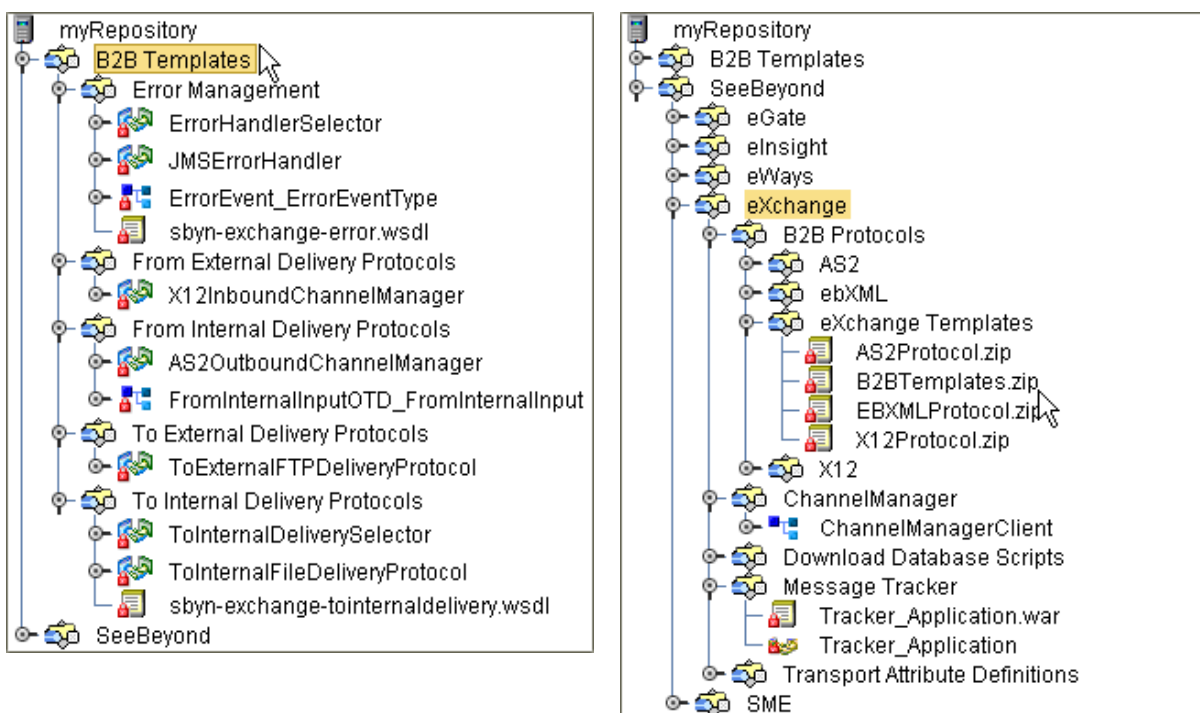 myRepository
B2B Templates
Error Management
ErrorHandlerSelector
JMSErrorHandler
ErrorEvent_ErrorEventType
sbyn-exchange-error.wsdl
From External Delivery Protocols
X12InboundChannelManager
From Internal Delivery Protocols
AS2OutboundChannelManager
FromInternalInputOTD_FromInternalInput
To External Delivery Protocols
ToExternalFTPDeliveryProtocol
To Internal Delivery Protocols
ToInternalDeliverySelector
ToInternalFileDeliveryProtocol
sbyn-exchange-tointernaldelivery.wsdl
SeeBeyond
myRepository
B2B Templates
SeeBeyond
eGate
eInsight
eWays
eXchange
B2B Protocols
AS2
ebXML
eXchange Templates
AS2Protocol.zip
B2BTemplates.zip
EBXMLProtocol.zip
X12Protocol.zip
X12
ChannelManager
ChannelManagerClient
Download Database Scripts
Message Tracker
Tracker_Application.war
Tracker_Application
Transport Attribute Definitions
SME